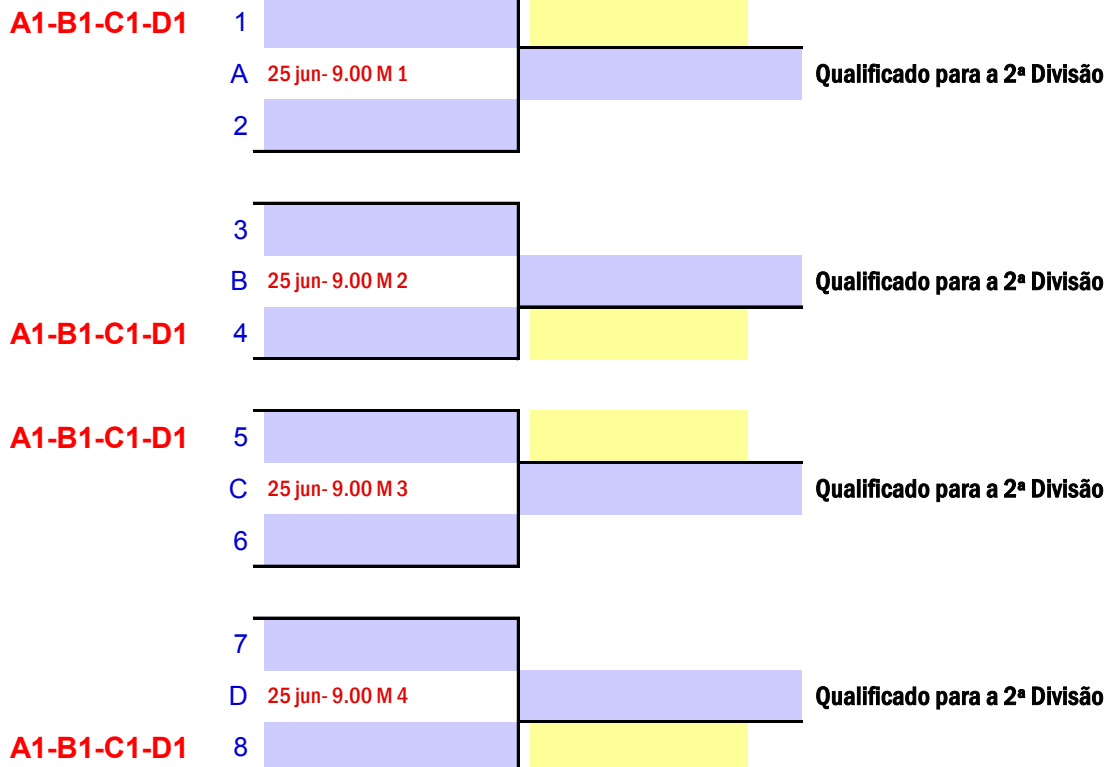 A1-B1-C1-D1 1
A 25 jun- 9.00 M 1 Qualificado para a 2ª Divisão
2
3
B 25 jun- 9.00 M 2 Qualificado para a 2ª Divisão
A1-B1-C1-D1 4
A1-B1-C1-D1 5
C 25 jun- 9.00 M 3 Qualificado para a 2ª Divisão
6
7
D 25 jun- 9.00 M 4 Qualificado para a 2ª Divisão
A1-B1-C1-D1 8